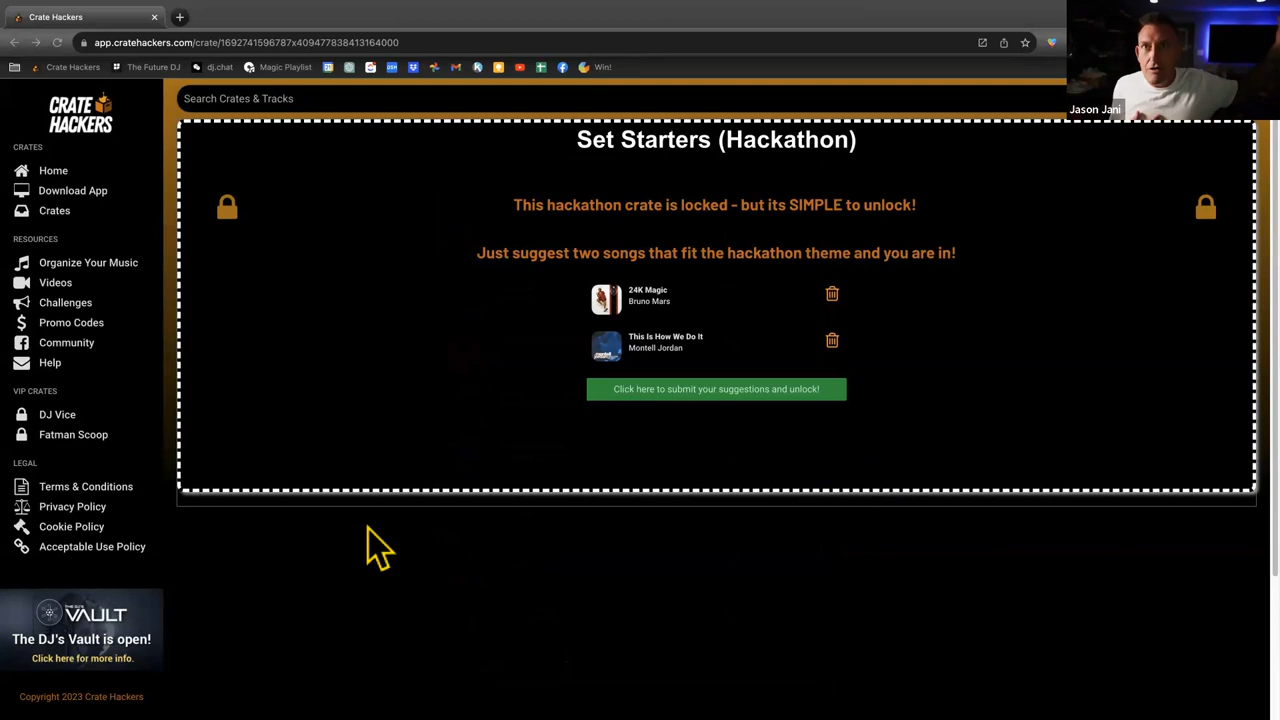 Crate Hackers
app.cratehackers.com/crate/1692741596787x409477838413164000
Crate Hackers
The Future DJ
dj.chat
Magic Playlist
Win!
Jason Jani
CRATE
HACKERS
Search Crates & Tracks
CRATES
Home
Download App
Crates
RESOURCES
Organize Your Music
Videos
Challenges
Promo Codes
Community
Help
VIP CRATES
DJ Vice
Fatman Scoop
LEGAL
Terms & Conditions
Privacy Policy
Cookie Policy
Acceptable Use Policy
VAULT
The DJ's Vault is open!
Click here for more info.
Copyright 2023 Crate Hackers
Set Starters (Hackathon)
This hackathon crate is locked - but its SIMPLE to unlock!
Just suggest two songs that fit the hackathon theme and you are in!
24K Magic
Bruno Mars
This Is How We Do It
Montell Jordan
Click here to submit your suggestions and unlock!